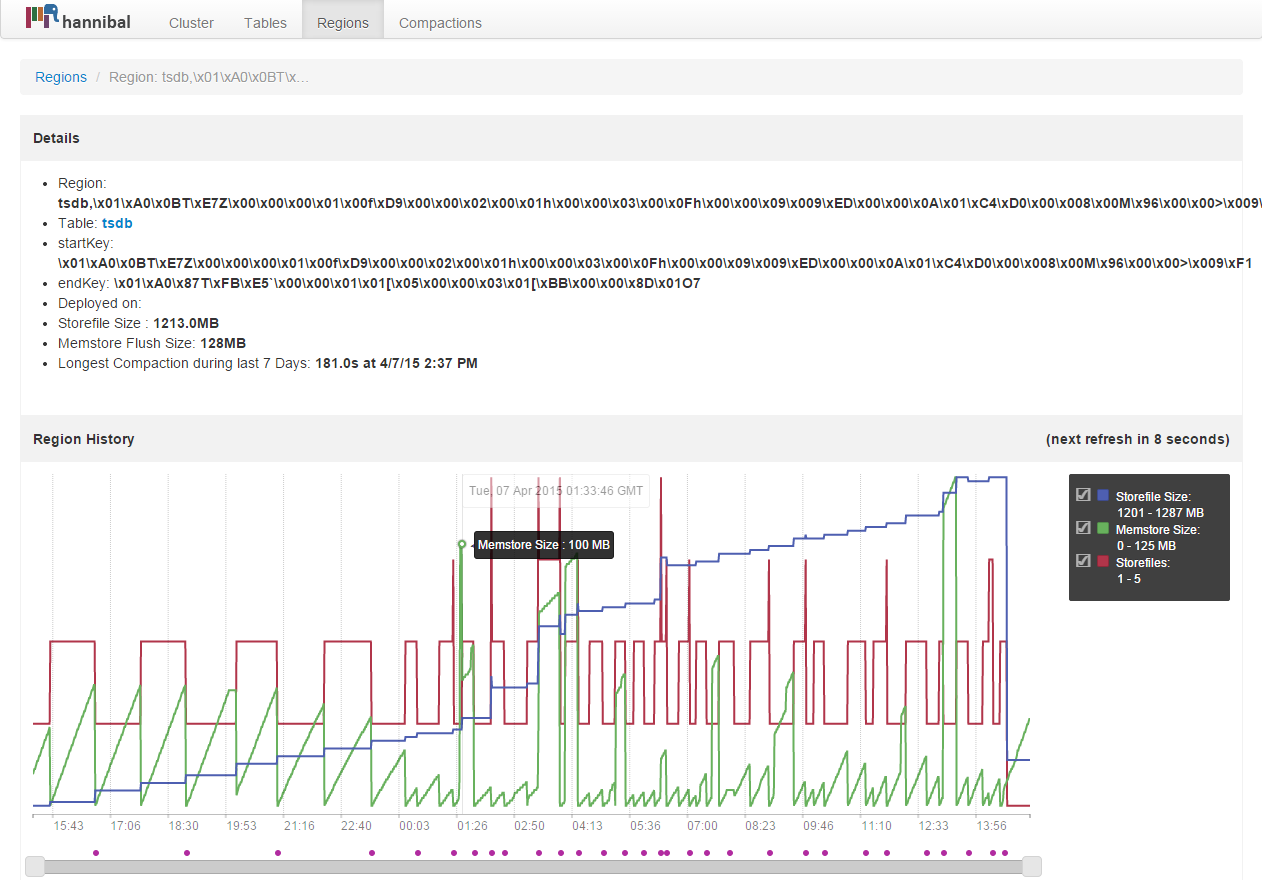 hannibal Cluster Tables Regions Compactions
Regions / Region: tsdb,\x01\xA0\x0BT\x...
Details
Region:
tsdb,\x01\xA0\x0BT\xE7Z\x00\x00\x00\x01\x00f\xD9\x00\x00\x02\x00\x01h\x00\x00\x03\x00\x0Fh\x00\x00\x09\x009\xED\x00\x00\x0A\x01\xC4\xD0\x00\x008\x00M\x96\x00\x00>\x009\
Table: tsdb
startKey:
\x01\xA0\x0BT\xE7Z\x00\x00\x00\x01\x00f\xD9\x00\x00\x02\x00\x01h\x00\x00\x03\x00\x0Fh\x00\x00\x09\x009\xED\x00\x00\x0A\x01\xC4\xD0\x00\x008\x00M\x96\x00\x00>\x009\xF1
endKey: \x01\xA0\x87T\xFB\xE5`\x00\x00\x01\x01[\x05\x00\x00\x03\x01[\xBB\x00\x00\x8D\x01O7
Deployed on:
Storefile Size : 1213.0MB
Memstore Flush Size: 128MB
Longest Compaction during last 7 Days: 181.0s at 4/7/15 2:37 PM
Region History (next refresh in 8 seconds)
Tue, 07 Apr 2015 01:33:46 GMT
Memstore Size : 100 MB
Storefile Size:
1201 - 1287 MB
Memstore Size:
0 - 125 MB
Storefiles:
1 - 5
15:43 17:06 18:30 19:53 21:16 22:40 00:03 01:26 02:50 04:13 05:36 07:00 08:23 09:46 11:10 12:33 13:56